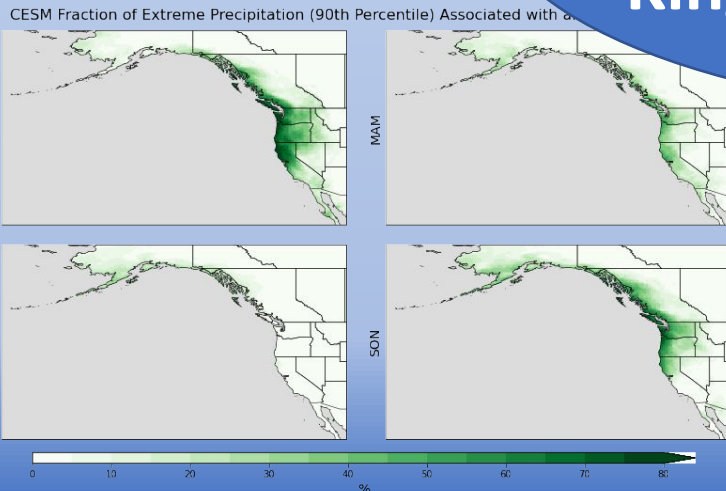 CESM Fraction of Extreme Precipitation (90th Percentile) Associated with
MAM
SON
0 10 20 30 40 50 60 70 80
%